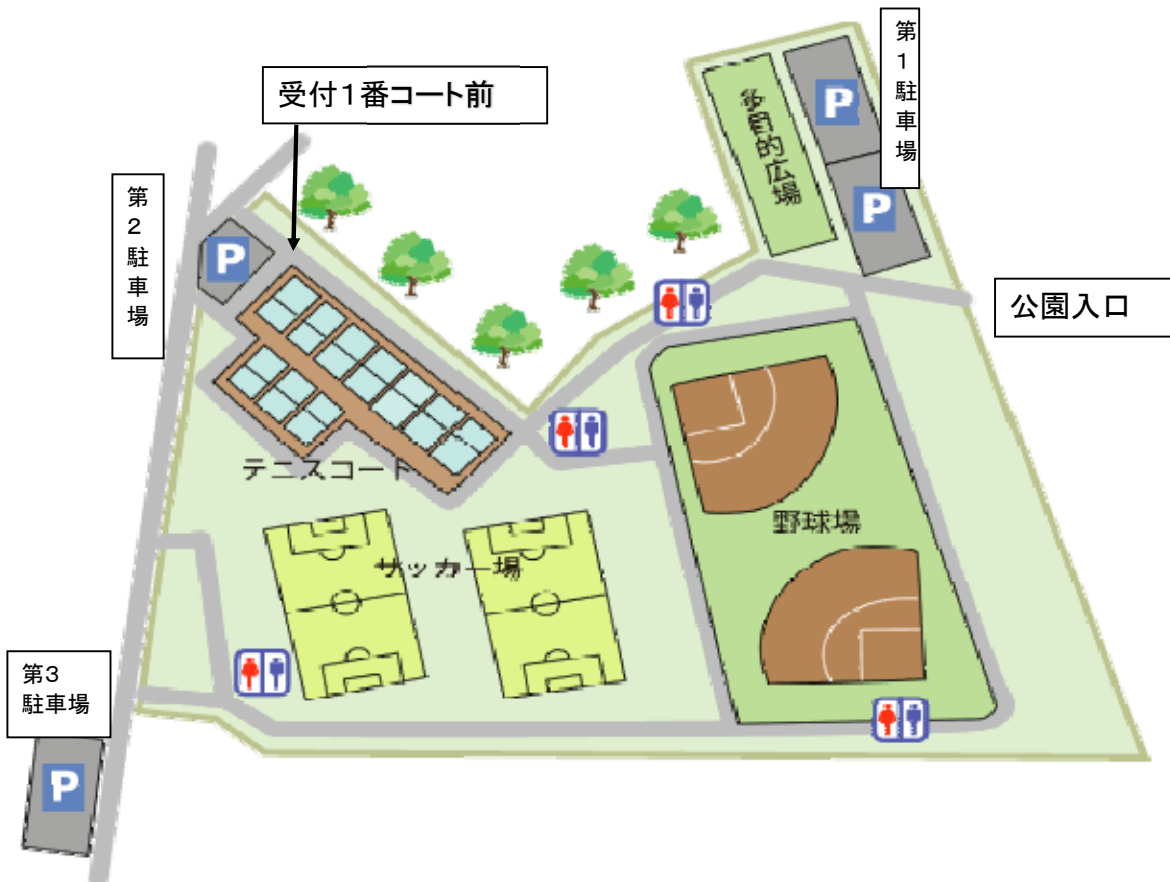 第1駐車場
受付1番コート前
多目的広場
P
P
第2駐車場
P
公園入口
テニスコート
野球場
サッカー場
第3
駐車場
P